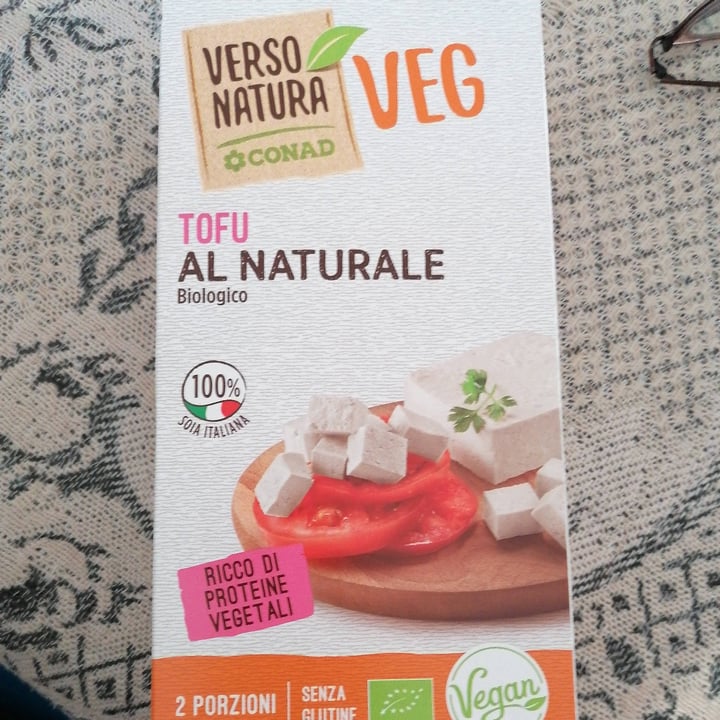 VERSO
NATURA
CONAD
VEG
TOFU
AL NATURALE
Biologico
100%
SOIA ITALIANA
RICCO DI
PROTEINE
VEGETALI
2 PORZIONI
SENZA
GLUTINE
Vegan